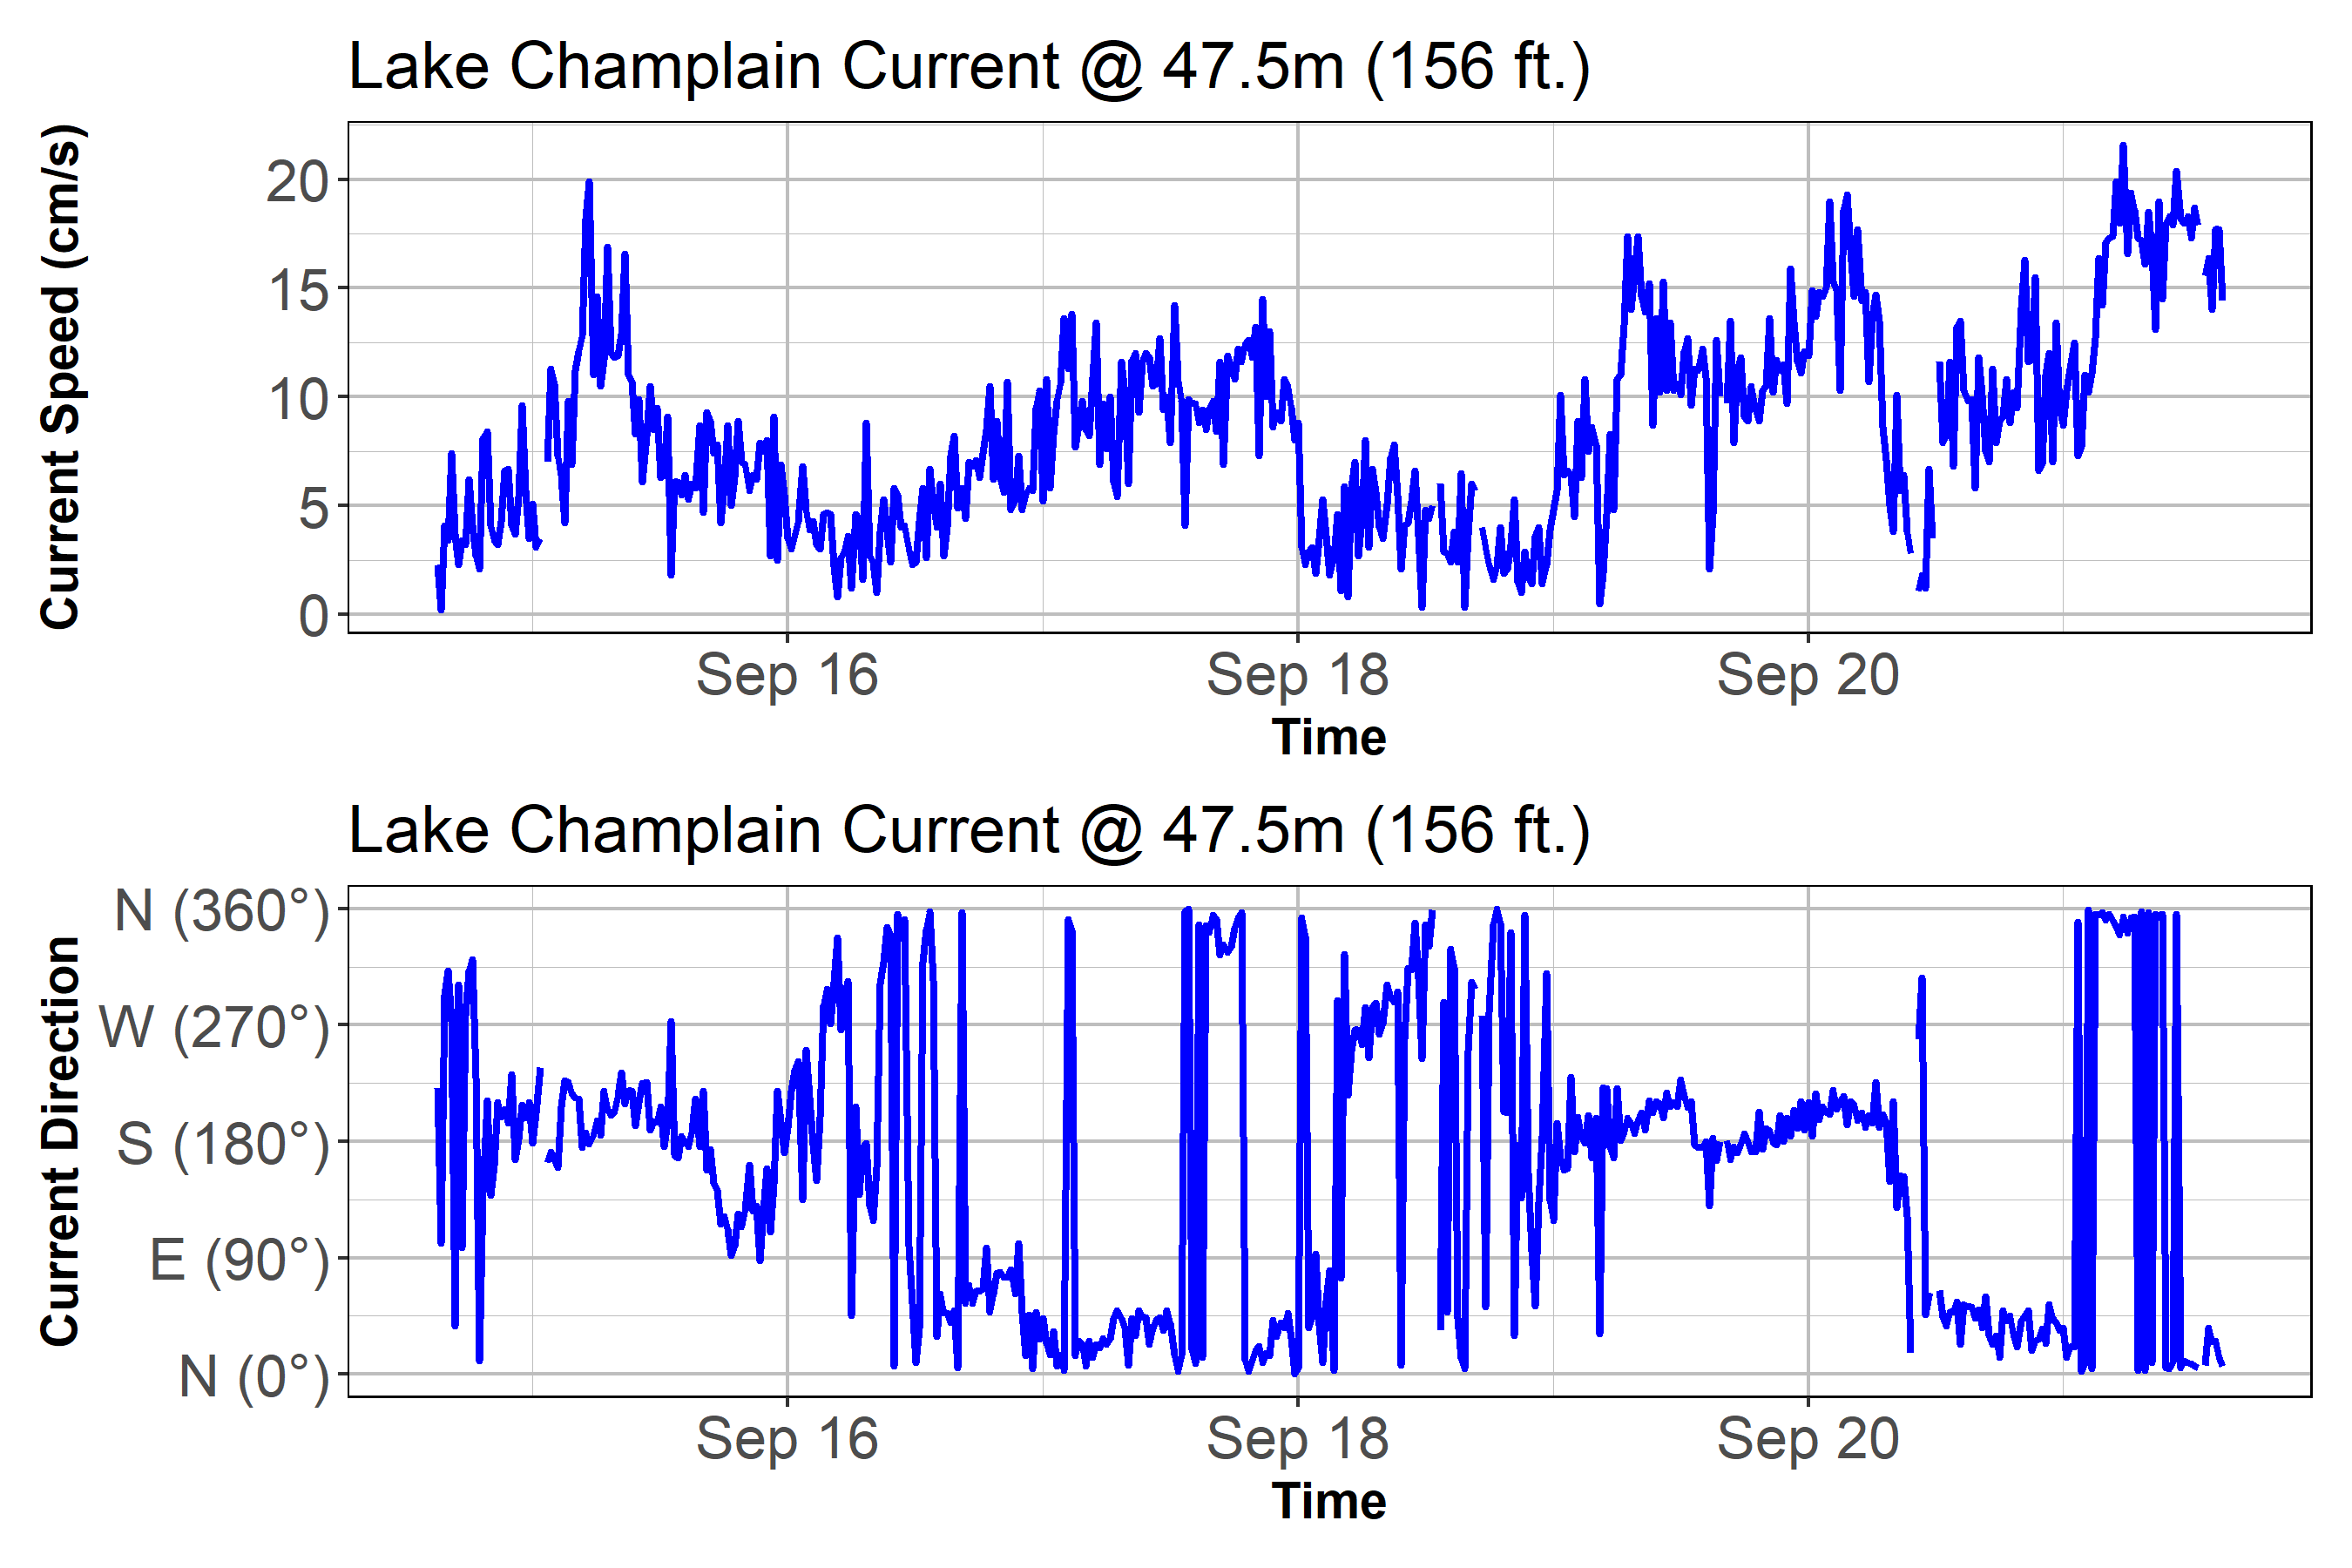 Lake Champlain Current @ 47.5m (156 ft.)
Current Speed (cm/s)
20
15
10
5
0
Sep 16 Sep 18 Sep 20
Time
Lake Champlain Current @ 47.5m (156 ft.)
Current Direction
N (360°)
W (270°)
S (180°)
E (90°)
N (0°)
Sep 16 Sep 18 Sep 20
Time